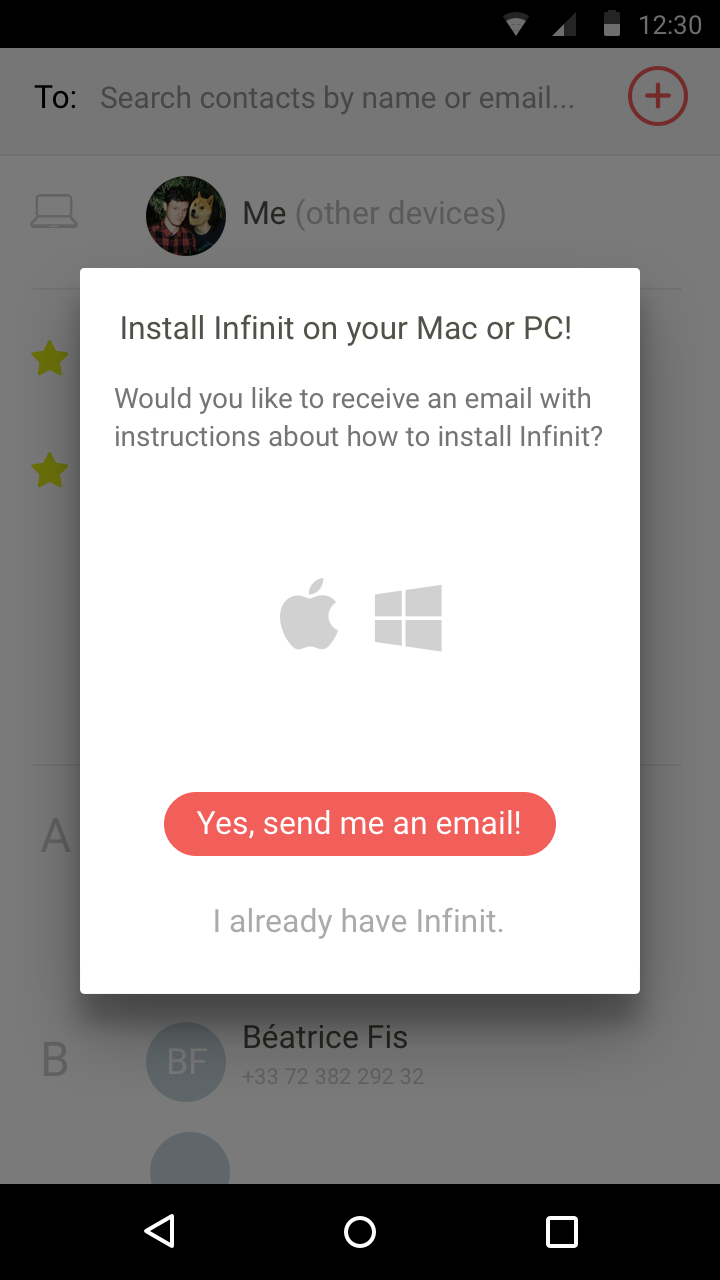 12:30
To: Search contacts by name or email...
Me (other devices)
Install Infinit on your Mac or PC!
Would you like to receive an email with
instructions about how to install Infinit?
Yes, send me an email!
I already have Infinit.
A
B
BF
Béatrice Fis
+33 72 382 292 32